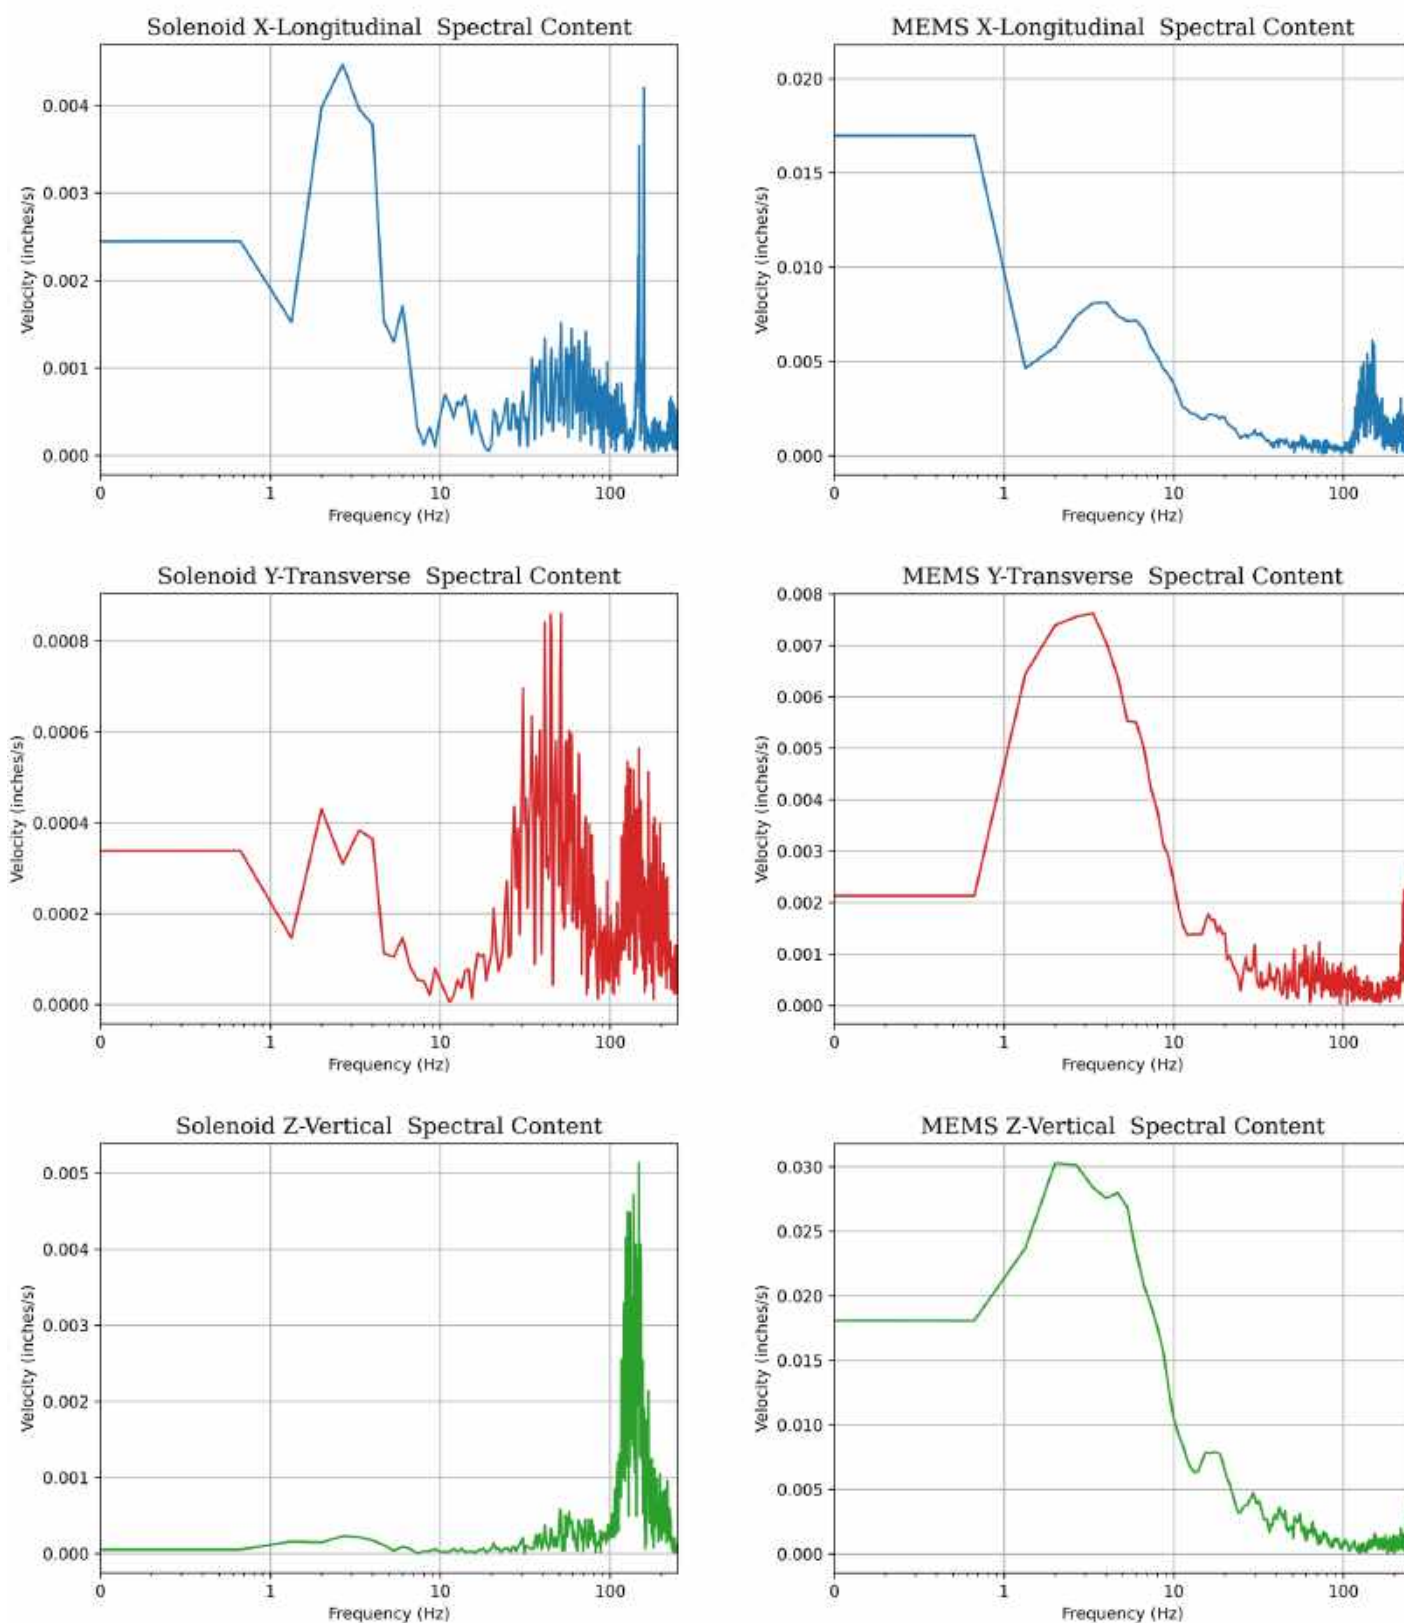 Solenoid X-Longitudinal  Spectral Content
Velocity (inches/s)
0.004
0.003
0.002
0.001
0.000
0 1 10 100
Frequency (Hz)
MEMS X-Longitudinal  Spectral Content
Velocity (inches/s)
0.020
0.015
0.010
0.005
0.000
0 1 10 100
Frequency (Hz)
Solenoid Y-Transverse  Spectral Content
Velocity (inches/s)
0.0008
0.0006
0.0004
0.0002
0.0000
0 1 10 100
Frequency (Hz)
MEMS Y-Transverse  Spectral Content
Velocity (inches/s)
0.008
0.007
0.006
0.005
0.004
0.003
0.002
0.001
0.000
0 1 10 100
Frequency (Hz)
Solenoid Z-Vertical  Spectral Content
Velocity (inches/s)
0.005
0.004
0.003
0.002
0.001
0.000
0 1 10 100
Frequency (Hz)
MEMS Z-Vertical  Spectral Content
Velocity (inches/s)
0.030
0.025
0.020
0.015
0.010
0.005
0.000
0 1 10 100
Frequency (Hz)